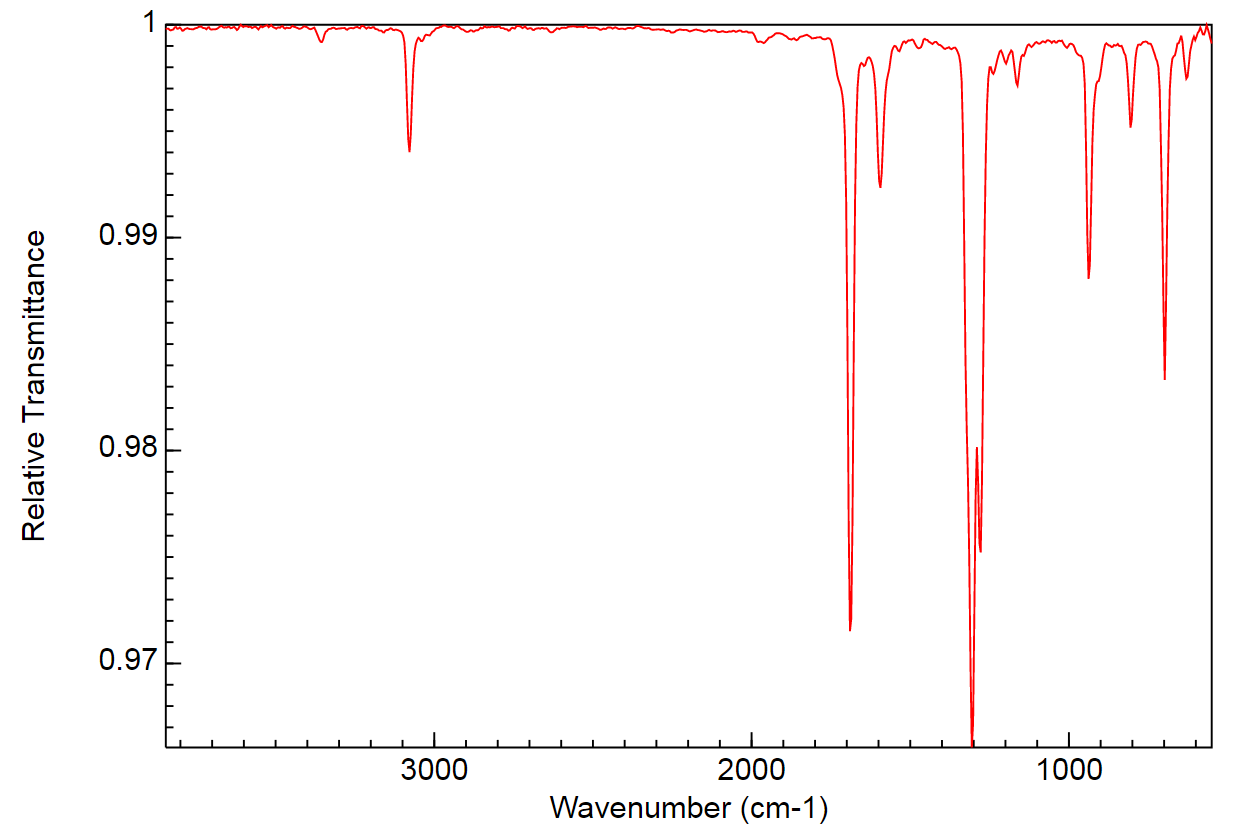 1
0.99
0.98
0.97
Relative Transmittance
3000 2000 1000
Wavenumber (cm-1)